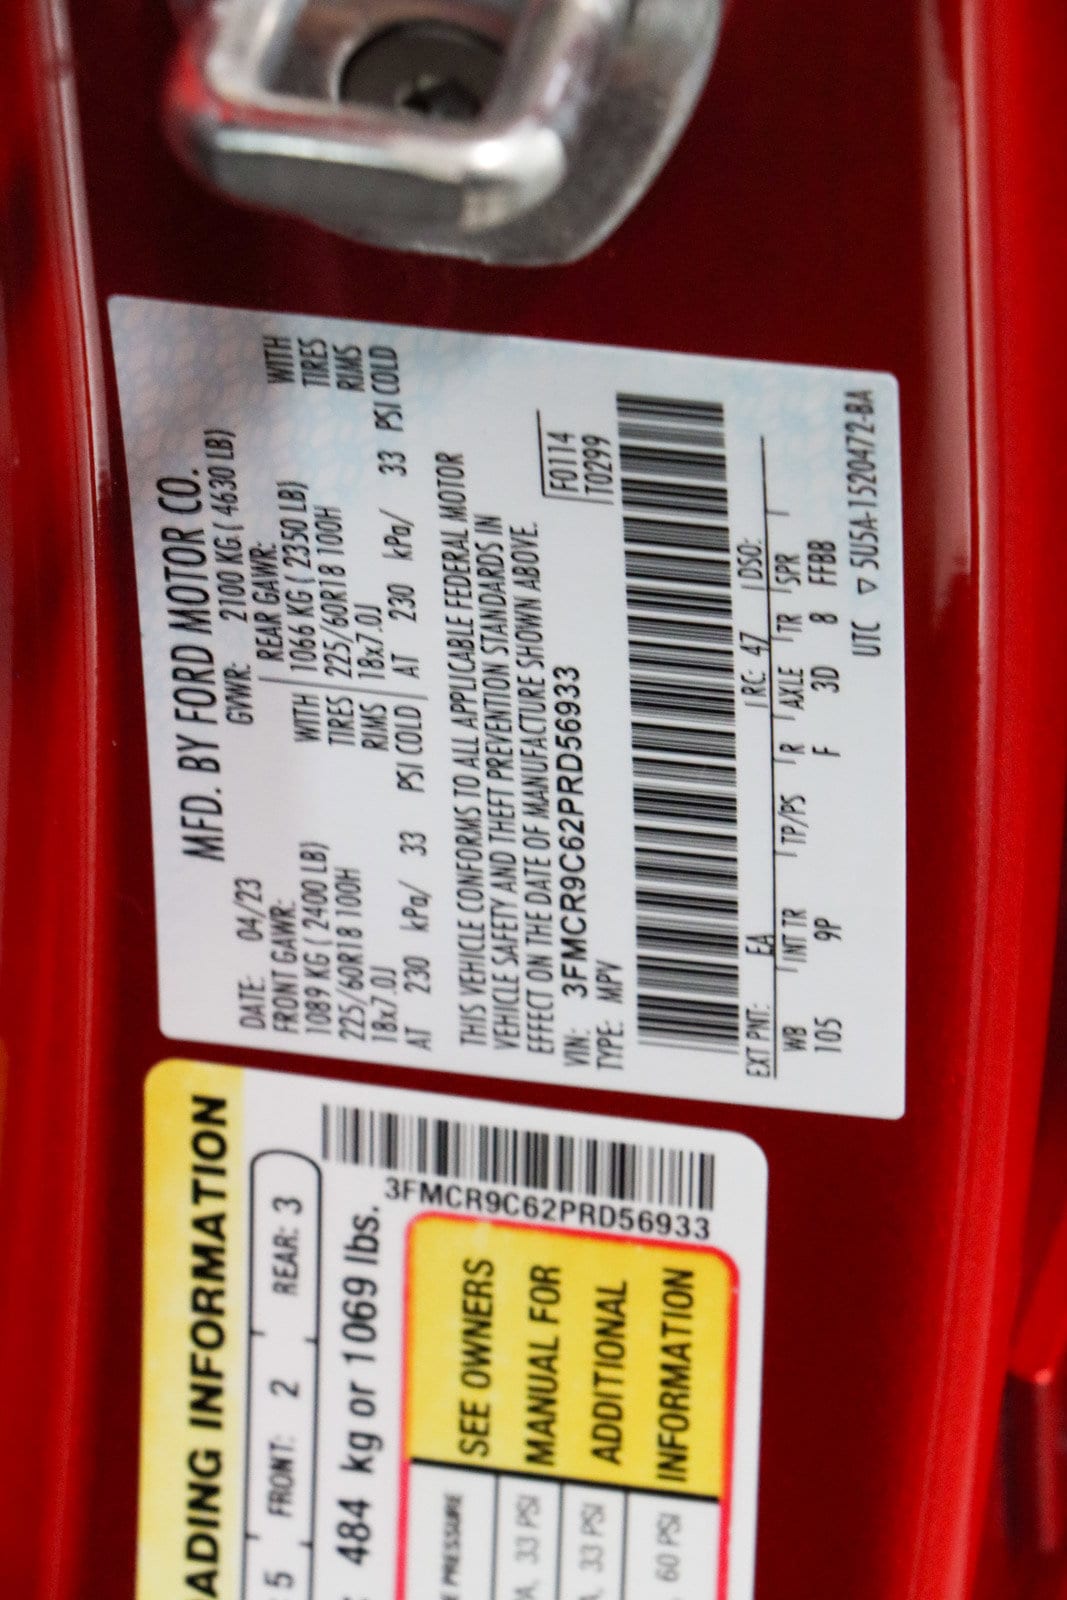 MFD. BY FORD MOTOR CO.
DATE: 04/23 GVWR: 2100 KG ( 4630 LB)
FRONT GAWR: REAR GAWR:
1089 KG ( 2400 LB) WITH 1066 KG ( 2350 LB) WITH
225/60R18 100H TIRES 225/60R18 100H TIRES
18x7.0J RIMS 18x7.0J RIMS
AT 230 kPa/ 33 PSI COLD AT 230 kPa/ 33 PSI COLD
THIS VEHICLE CONFORMS TO ALL APPLICABLE FEDERAL MOTOR
VEHICLE SAFETY AND THEFT PREVENTION STANDARDS IN
EFFECT ON THE DATE OF MANUFACTURE SHOWN ABOVE.
VIN: 3FMCR9C62PRD56933 F0114
TYPE: MPV T0299
EXT PNT: EA RC: 47 DSO:
WB INT TR TP/PS R AXLE TR SPR
105 9P F 3D 8 FFBB
UTC ▽ 5U5A-1520472-BA
ADING INFORMATION
5 FRONT: 2 REAR: 3
484 kg or 1069 lbs.
3FMCR9C62PRD56933
PRESSURE
33 PSI
33 PSI
60 PSI
SEE OWNERS
MANUAL FOR
ADDITIONAL
INFORMATION